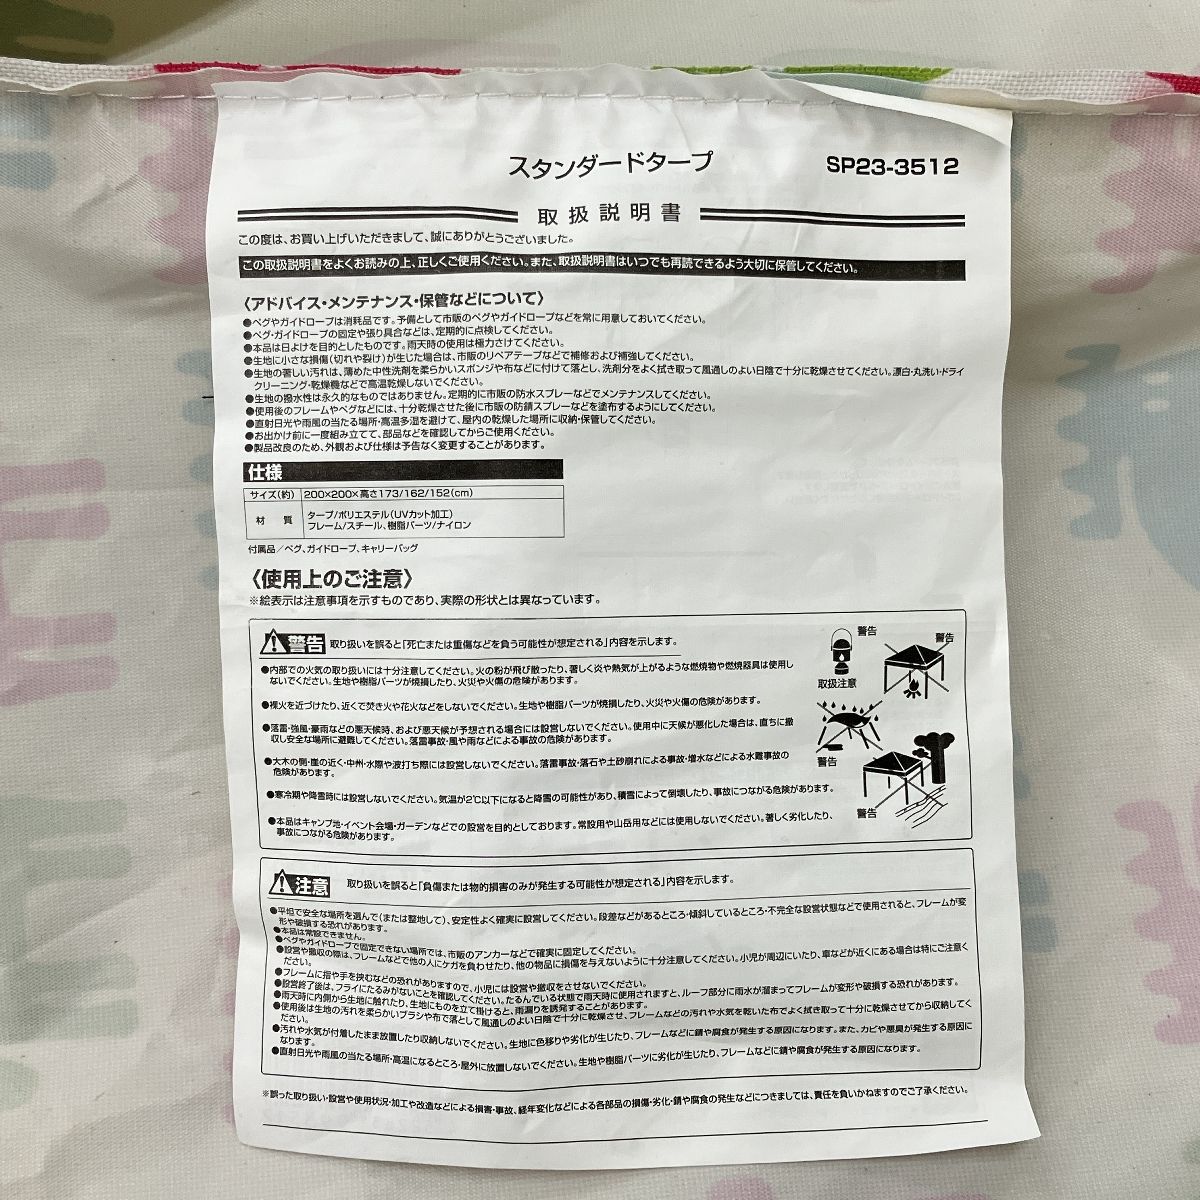 スタンダードタープ SP23-3512
取扱説明書
この度は、お買い上げいただきまして、誠にありがとうございました。
この取扱説明書をよくお読みの上、正しくご使用ください。また、取扱説明書はいつでも再読できるよう大切に保管してください。
〈アドバイス・メンテナンス・保管などについて〉
●ペグやガイドロープは消耗品です。予備として市販のペグやガイドロープなどを常に用意しておいてください。
●ペグ・ガイドロープの固定や張り具合などは、定期的に点検してください。
●本品は日よけを目的としたものです。雨天時の使用は極力さけてください。
●生地に小さな損傷(切れや裂け)が生じた場合は、市販のリペアテープなどで補修および補強してください。
●生地の著しい汚れは、薄めた中性洗剤を柔らかいスポンジや布などに付けて落とし、洗剤分をよく拭き取って風通しのよい日陰で十分に乾燥させてください。漂白・丸洗い・ドライ
クリーニング・乾燥機などで高温乾燥しないでください。
●生地の撥水性は永久的なものではありません。定期的に市販の防水スプレーなどでメンテナンスしてください。
●使用後のフレームやペグなどには、十分乾燥させた後に市販の防錆スプレーなどを塗布するようにしてください。
●直射日光や雨風の当たる場所・高温多湿を避けて、屋内の乾燥した場所に収納・保管してください。
●お出かけ前に一度組み立てて、部品などを確認してからご使用ください。
●製品改良のため、外観および仕様は予告なく変更することがあります。
仕様
サイズ(約) 200×200×高さ173/162/152(cm)
材 質 タープ/ポリエステル(UVカット加工)
フレーム/スチール、樹脂パーツ/ナイロン
付属品/ペグ、ガイドロープ、キャリーバッグ
〈使用上のご注意〉
※絵表示は注意事項を示すものであり、実際の形状とは異なっています。
警告 取り扱いを誤ると「死亡または重傷などを負う可能性が想定される」内容を示します。
●内部での火気の取り扱いには十分注意してください。火の粉が飛び散ったり、著しく炎や熱気が上がるような燃焼物や燃焼器具は使用し
ないでください。生地や樹脂パーツが焼損したり、火災や火傷の危険があります。
●裸火を近づけたり、近くで焚き火や花火などをしないでください。生地や樹脂パーツが焼損したり、火災や火傷の危険があります。
●落雷・強風・豪雨などの悪天候時、および悪天候が予想される場合には設営しないでください。使用中に天候が悪化した場合は、直ちに撤
収し安全な場所に避難してください。落雷事故・風や雨などによる事故の危険があります。
●大木の側・崖の近く・中州・水際や波打ち際には設営しないでください。落雷事故・落石や土砂崩れによる事故・増水などによる水難事故の
危険があります。
●寒冷期や降雪時には設営しないでください。気温が2℃以下になると降雪の可能性があり、積雪によって倒壊したり、事故につながる危険があります。
●本品はキャンプ地・イベント会場・ガーデンなどでの設営を目的としております。常設用や山岳用などには使用しないでください。著しく劣化したり、
事故につながる危険があります。
警告
取扱注意
警告
警告
警告
注意 取り扱いを誤ると「負傷または物的損害のみが発生する可能性が想定される」内容を示します。
●平坦で安全な場所を選んで(または整地して)、安定性よく確実に設営してください。段差などがあるところ・傾斜しているところ・不完全な設営状態などで使用されると、フレームが変
形や破損する恐れがあります。
●本品は常設できません。
●ペグやガイドロープで固定できない場所では、市販のアンカーなどで確実に固定してください。
●設営や撤収の際は、フレームなどで他の人にケガを負わせたり、他の物品に損傷を与えないように十分注意してください。小児が周辺にいたり、車などが近くにある場合は特にご注意く
ださい。
●フレームに指や手を挟むなどの恐れがありますので、小児には設営や撤収をさせないでください。
●設営終了後は、フライにたるみがないことを確認してください。たるんでいる状態で雨天時に使用されますと、ルーフ部分に雨水が溜まってフレームが変形や破損する恐れがあります。
●雨天時に内側から生地に触れたり、生地にものを立て掛けると、雨漏りを誘発することがあります。
●使用後は生地の汚れを柔らかいブラシや布で落として風通しのよい日陰で十分に乾燥させ、フレームなどの汚れや水気を乾いた布でよく拭き取って十分に乾燥させてから収納してく
ださい。
●汚れや水気が付着したまま放置したり収納しないでください。生地に色移りや劣化が生じたり、フレームなどに錆や腐食が発生する原因になります。また、カビや悪臭が発生する原因に
なります。
●直射日光や雨風の当たる場所・高温になるところ・屋外に放置しないでください。生地や樹脂パーツに劣化が生じたり、フレームなどに錆や腐食が発生する原因になります。
※誤った取り扱い・設営や使用状況・加工や改造などによる損害・事故、経年変化などによる各部品の損傷・劣化・錆や腐食の発生などにつきましては、責任を負いかねますのでご了承ください。